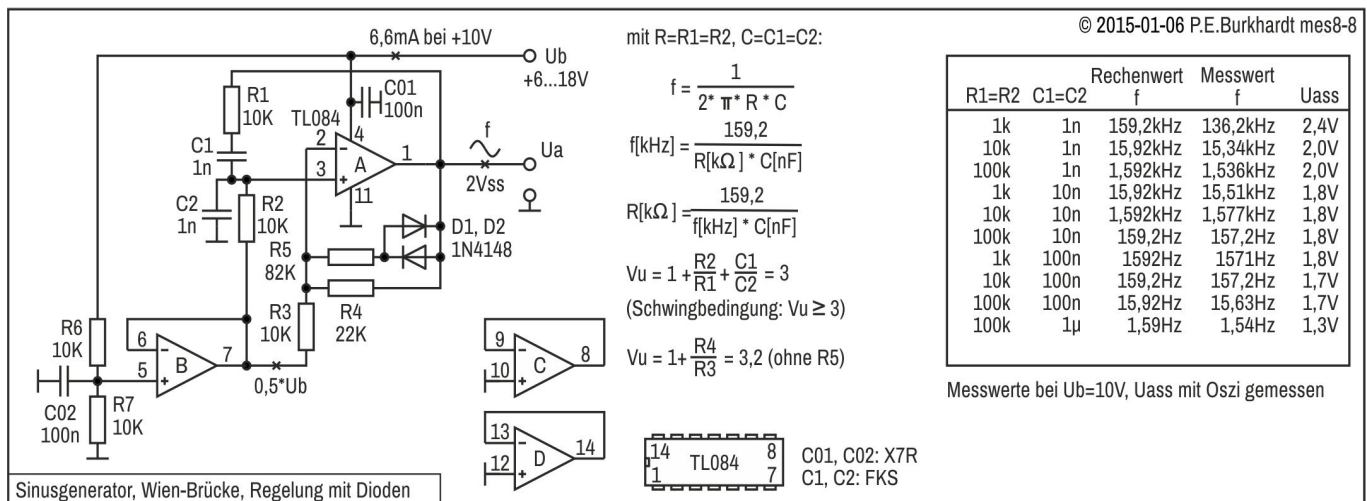 © 2015-01-06 P.E.Burkhardt mes8-8
6,6mA bei +10V
Ub
+6...18V
C01
100n
R1
10K
TL084
C1
1n
2
4
3
A
1
11
f
Ua
2Vss
C2
1n
R2
10K
D1, D2
1N4148
R5
82K
R3
10K
R4
22K
R6
10K
6
5
B
7
0,5*Ub
C02
100n
R7
10K
9
10
C
8
13
12
D
14
mit R=R1=R2, C=C1=C2:
f = 1 / 2* π* R * C
f[kHz] = 159,2 / R[kΩ] * C[nF]
R[kΩ] = 159,2 / f[kHz] * C[nF]
Vu = 1 + R2/R1 + C1/C2 = 3
(Schwingbedingung: Vu ≥ 3)
Vu = 1+ R4/R3 = 3,2 (ohne R5)
14 8
TL084
1 7
C01, C02: X7R
C1, C2: FKS
Rechenwert Messwert
R1=R2 C1=C2 f f Uass
1k 1n 159,2kHz 136,2kHz 2,4V
10k 1n 15,92kHz 15,34kHz 2,0V
100k 1n 1,592kHz 1,536kHz 2,0V
1k 10n 15,92kHz 15,51kHz 1,8V
10k 10n 1,592kHz 1,577kHz 1,8V
100k 10n 159,2Hz 157,2Hz 1,8V
1k 100n 1592Hz 1571Hz 1,8V
10k 100n 159,2Hz 157,2Hz 1,7V
100k 100n 15,92Hz 15,63Hz 1,7V
100k 1µ 1,59Hz 1,54Hz 1,3V
Messwerte bei Ub=10V, Uass mit Oszi gemessen
Sinusgenerator, Wien-Brücke, Regelung mit Dioden